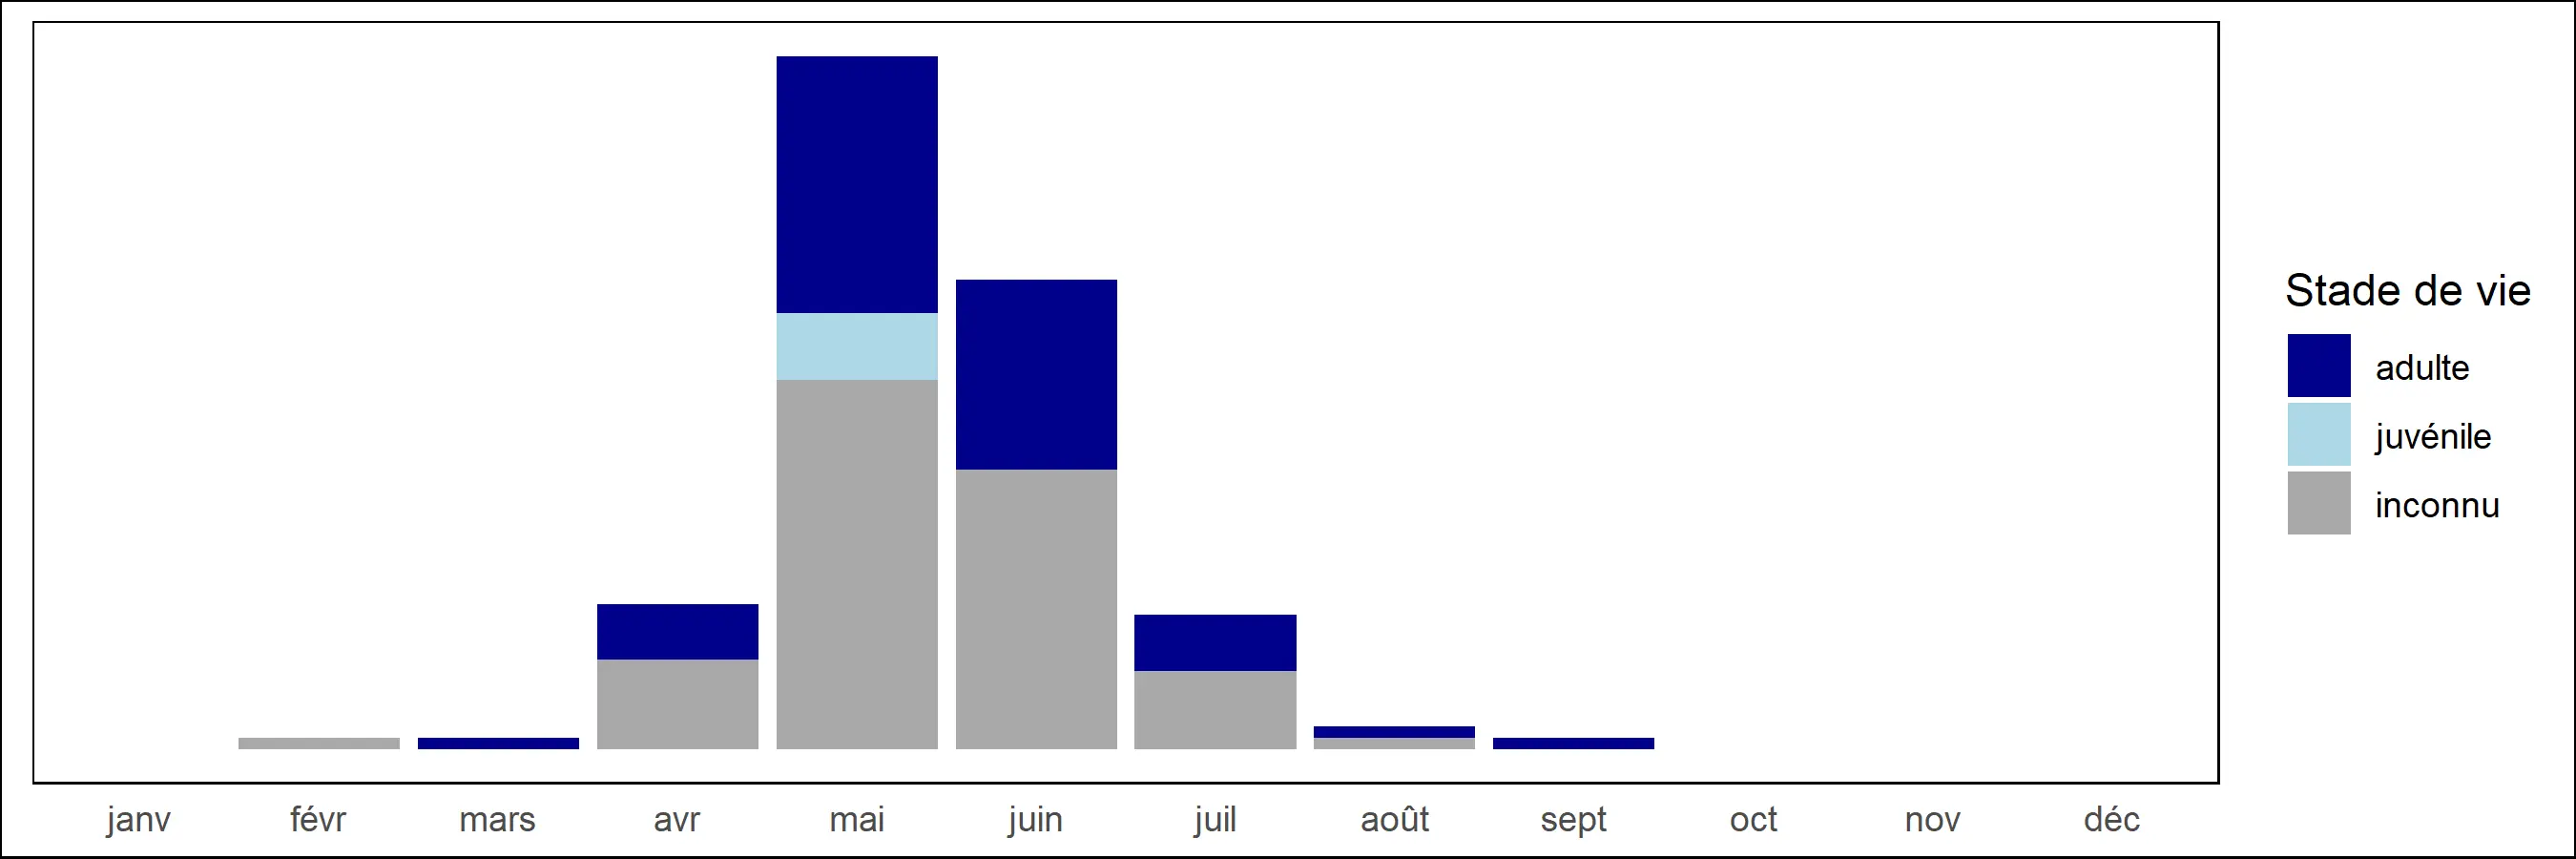 Stade de vie
adulte
juvénile
inconnu
janv févr mars avr mai juin juil août sept oct nov déc